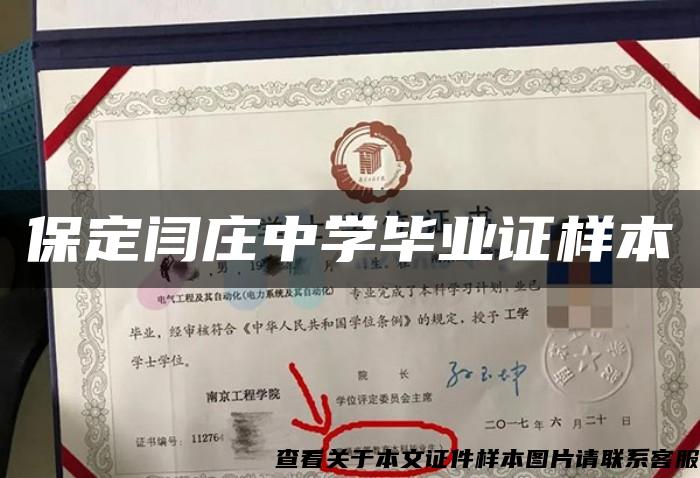 保定闫庄中学毕业证样本
，男，19
月
生。
电气工程及其自动化(电力系统及其自动化)
专业完成了本科学习计划，业已
毕业，经审核符合《中华人民共和国学位条例》的规定，授予 工学
学士学位。
院 长
南京工程学院
学位评定委员会主席
二〇一七年 六 月二十日
证书编号：112764
查看关于本文证件样本图片请联系客服